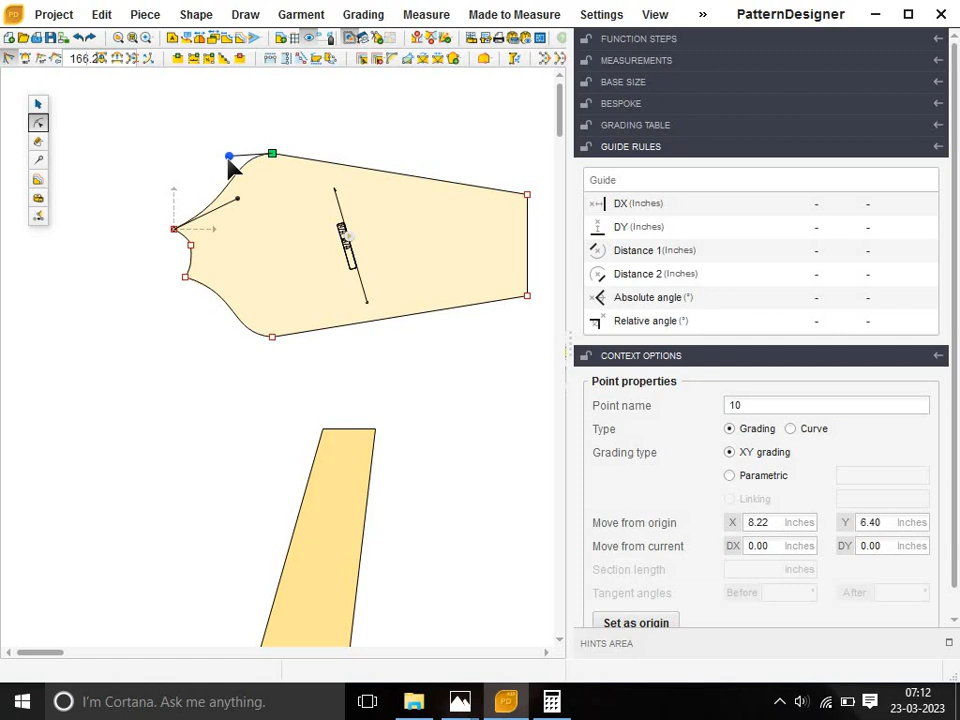 Project Edit Piece Shape Draw Garment Grading Measure Made to Measure Settings View » PatternDesigner
FUNCTION STEPS
MEASUREMENTS
BASE SIZE
BESPOKE
GRADING TABLE
GUIDE RULES
Guide
DX (Inches) - -
DY (Inches) - -
Distance 1 (Inches) - -
Distance 2 (Inches) - -
Absolute angle (°) - -
Relative angle (°) - -
CONTEXT OPTIONS
Point properties
Point name 10
Type Grading Curve
Grading type XY grading
Parametric
Linking
Move from origin X 8.22 Inches Y 6.40 Inches
Move from current DX 0.00 Inches DY 0.00 Inches
Section length Inches
Tangent angles Before ° After °
Set as origin
HINTS AREA
I'm Cortana. Ask me anything.
PD
07:12
23-03-2023